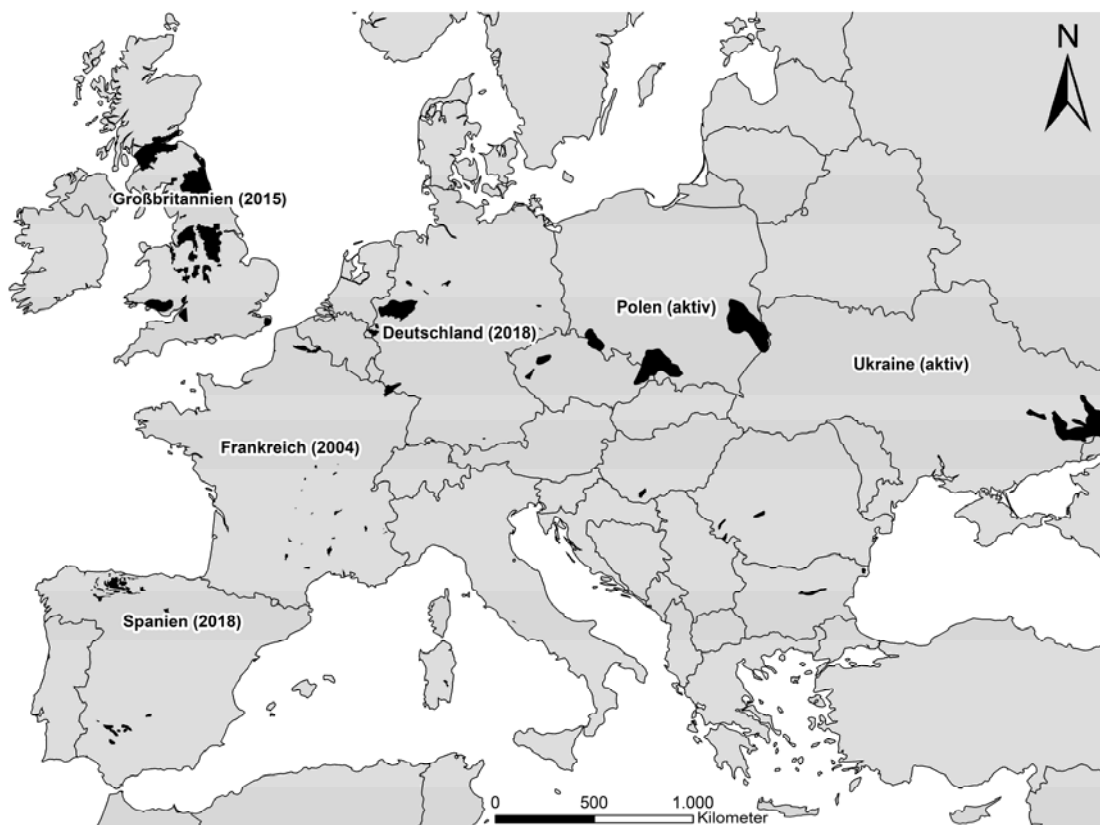 N
Großbritannien (2015)
Polen (aktiv)
Deutschland (2018)
Ukraine (aktiv)
Frankreich (2004)
Spanien (2018)
0 500 1.000
Kilometer